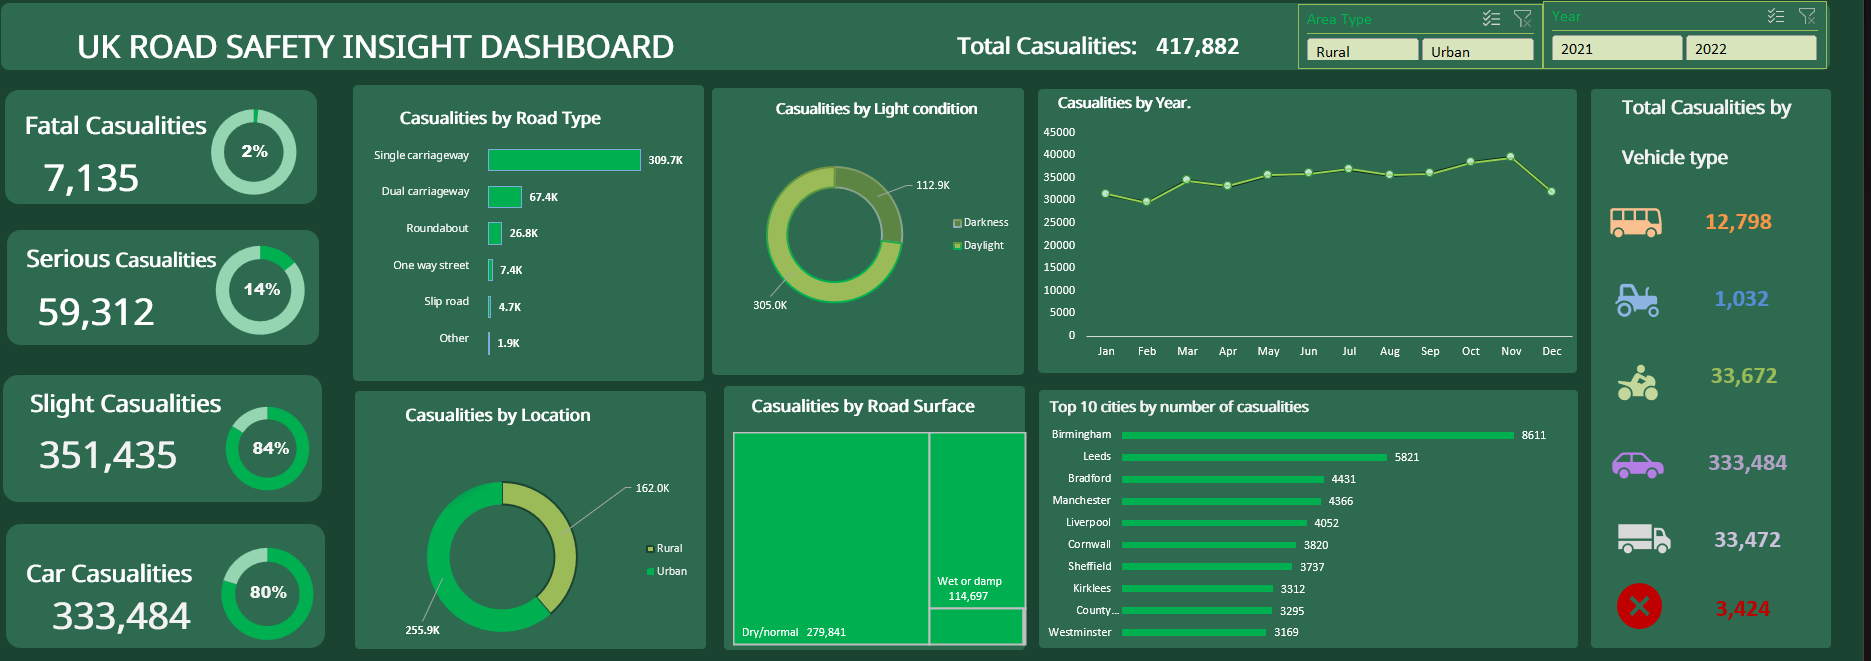 UK ROAD SAFETY INSIGHT DASHBOARD
Total Casualities: 417,882
Area Type
Rural
Urban
Year
2021
2022
Fatal Casualities
7,135
2%
Serious Casualities
59,312
14%
Slight Casualities
351,435
84%
Car Casualities
333,484
80%
Casualities by Road Type
Single carriageway 309.7K
Dual carriageway 67.4K
Roundabout 26.8K
One way street 7.4K
Slip road 4.7K
Other 1.9K
Casualities by Light condition
112.9K
305.0K
Darkness
Daylight
Casualities by Year.
45000
40000
35000
30000
25000
20000
15000
10000
5000
0
Jan Feb Mar Apr May Jun Jul Aug Sep Oct Nov Dec
Casualities by Location
162.0K
255.9K
Rural
Urban
Casualities by Road Surface
Dry/normal 279,841
Wet or damp
114,697
Top 10 cities by number of casualities
Birmingham 8611
Leeds 5821
Bradford 4431
Manchester 4366
Liverpool 4052
Cornwall 3820
Sheffield 3737
Kirklees 3312
County... 3295
Westminster 3169
Total Casualities by
Vehicle type
12,798
1,032
33,672
333,484
33,472
3,424